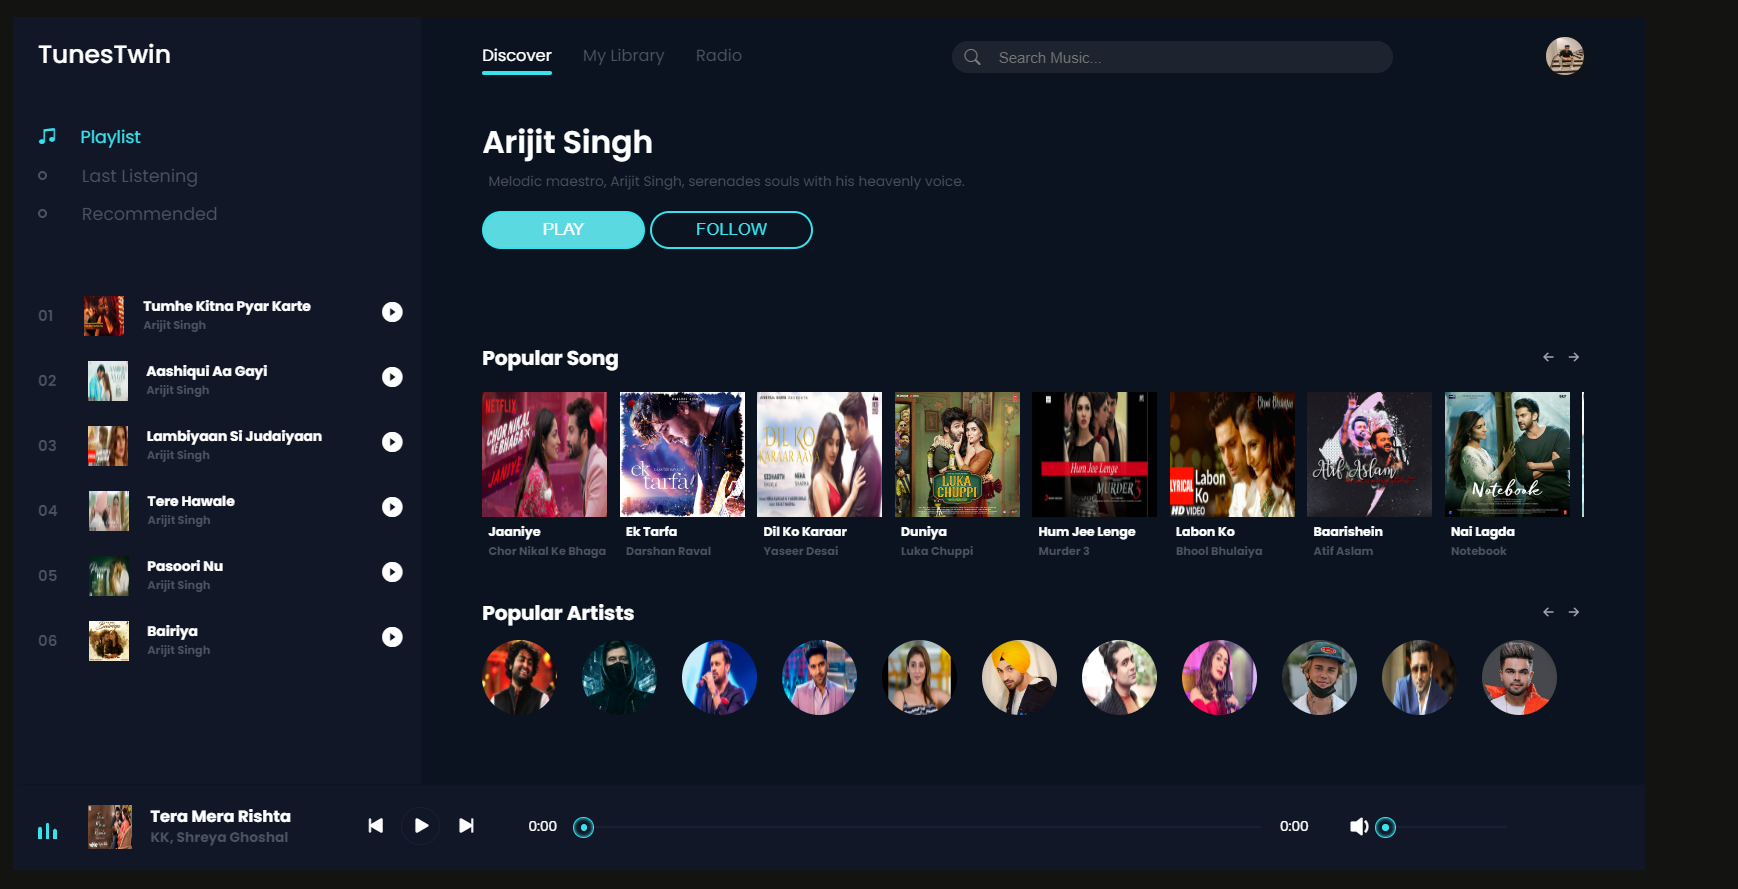 TunesTwin
Discover
My Library
Radio
Search Music...
Playlist
Last Listening
Recommended
Arijit Singh
Melodic maestro, Arijit Singh, serenades souls with his heavenly voice.
PLAY
FOLLOW
01
Tumhe Kitna Pyar Karte
Arijit Singh
02
Aashiqui Aa Gayi
Arijit Singh
03
Lambiyaan Si Judaiyaan
Arijit Singh
04
Tere Hawale
Arijit Singh
05
Pasoori Nu
Arijit Singh
06
Bairiya
Arijit Singh
Popular Song
NETFLIX
CHOR NIKAL
KE BHAGA
JANIYE
Jaaniye
Chor Nikal Ke Bhaga
ek
tarfa!
Ek Tarfa
Darshan Raval
DIL KO
KARAAR AAYA
SIDHARTH
NEHA
Dil Ko Karaar
Yaseer Desai
LUKA
CHUPPI
Duniya
Luka Chuppi
Hum Jee Lenge
MURDER 3
Hum Jee Lenge
Murder 3
Bhool Bhulaiyaa
LYRICAL
Labon
Ko
HD VIDEO
Labon Ko
Bhool Bhulaiya
Atif Aslam
Baarishein
Atif Aslam
Notebook
Nai Lagda
Notebook
Popular Artists
Tera Mera Rishta
KK, Shreya Ghoshal
0:00
0:00